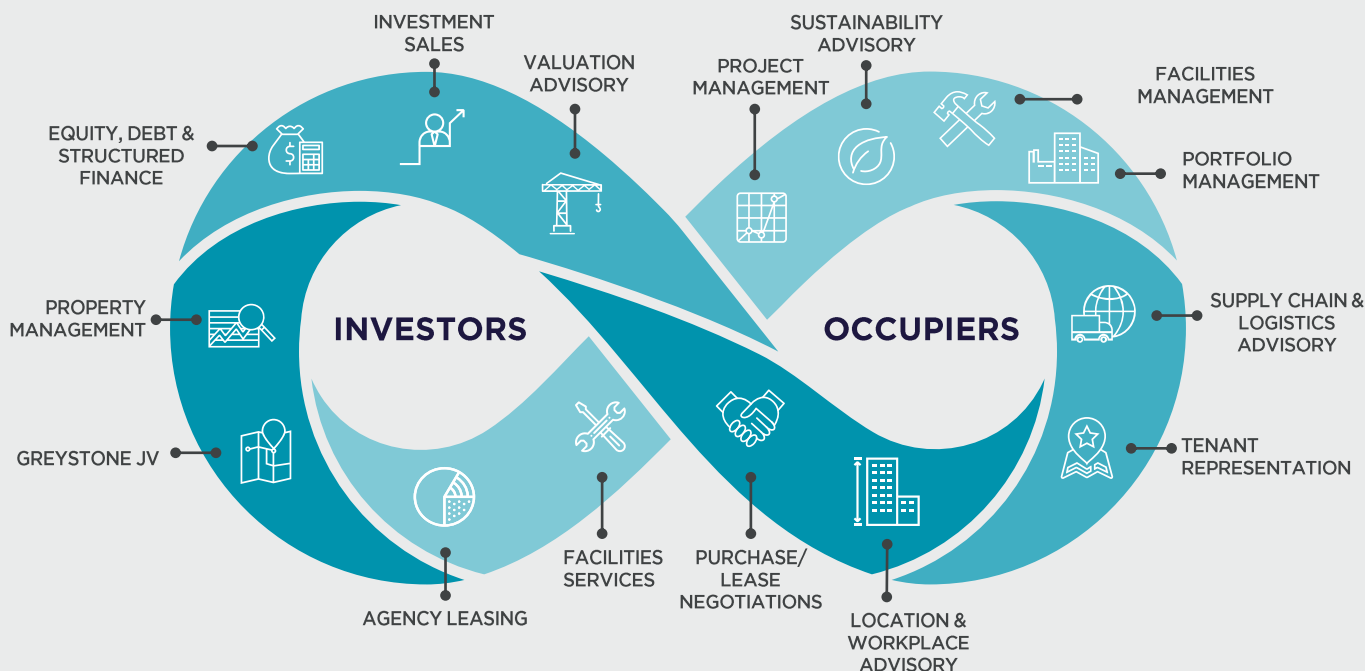 INVESTMENT
SALES
VALUATION
ADVISORY
EQUITY, DEBT &
STRUCTURED
FINANCE
PROPERTY
MANAGEMENT
GREYSTONE JV
INVESTORS
AGENCY LEASING
FACILITIES
SERVICES
SUSTAINABILITY
ADVISORY
PROJECT
MANAGEMENT
FACILITIES
MANAGEMENT
PORTFOLIO
MANAGEMENT
OCCUPIERS
SUPPLY CHAIN &
LOGISTICS
ADVISORY
TENANT
REPRESENTATION
PURCHASE/
LEASE
NEGOTIATIONS
LOCATION &
WORKPLACE
ADVISORY